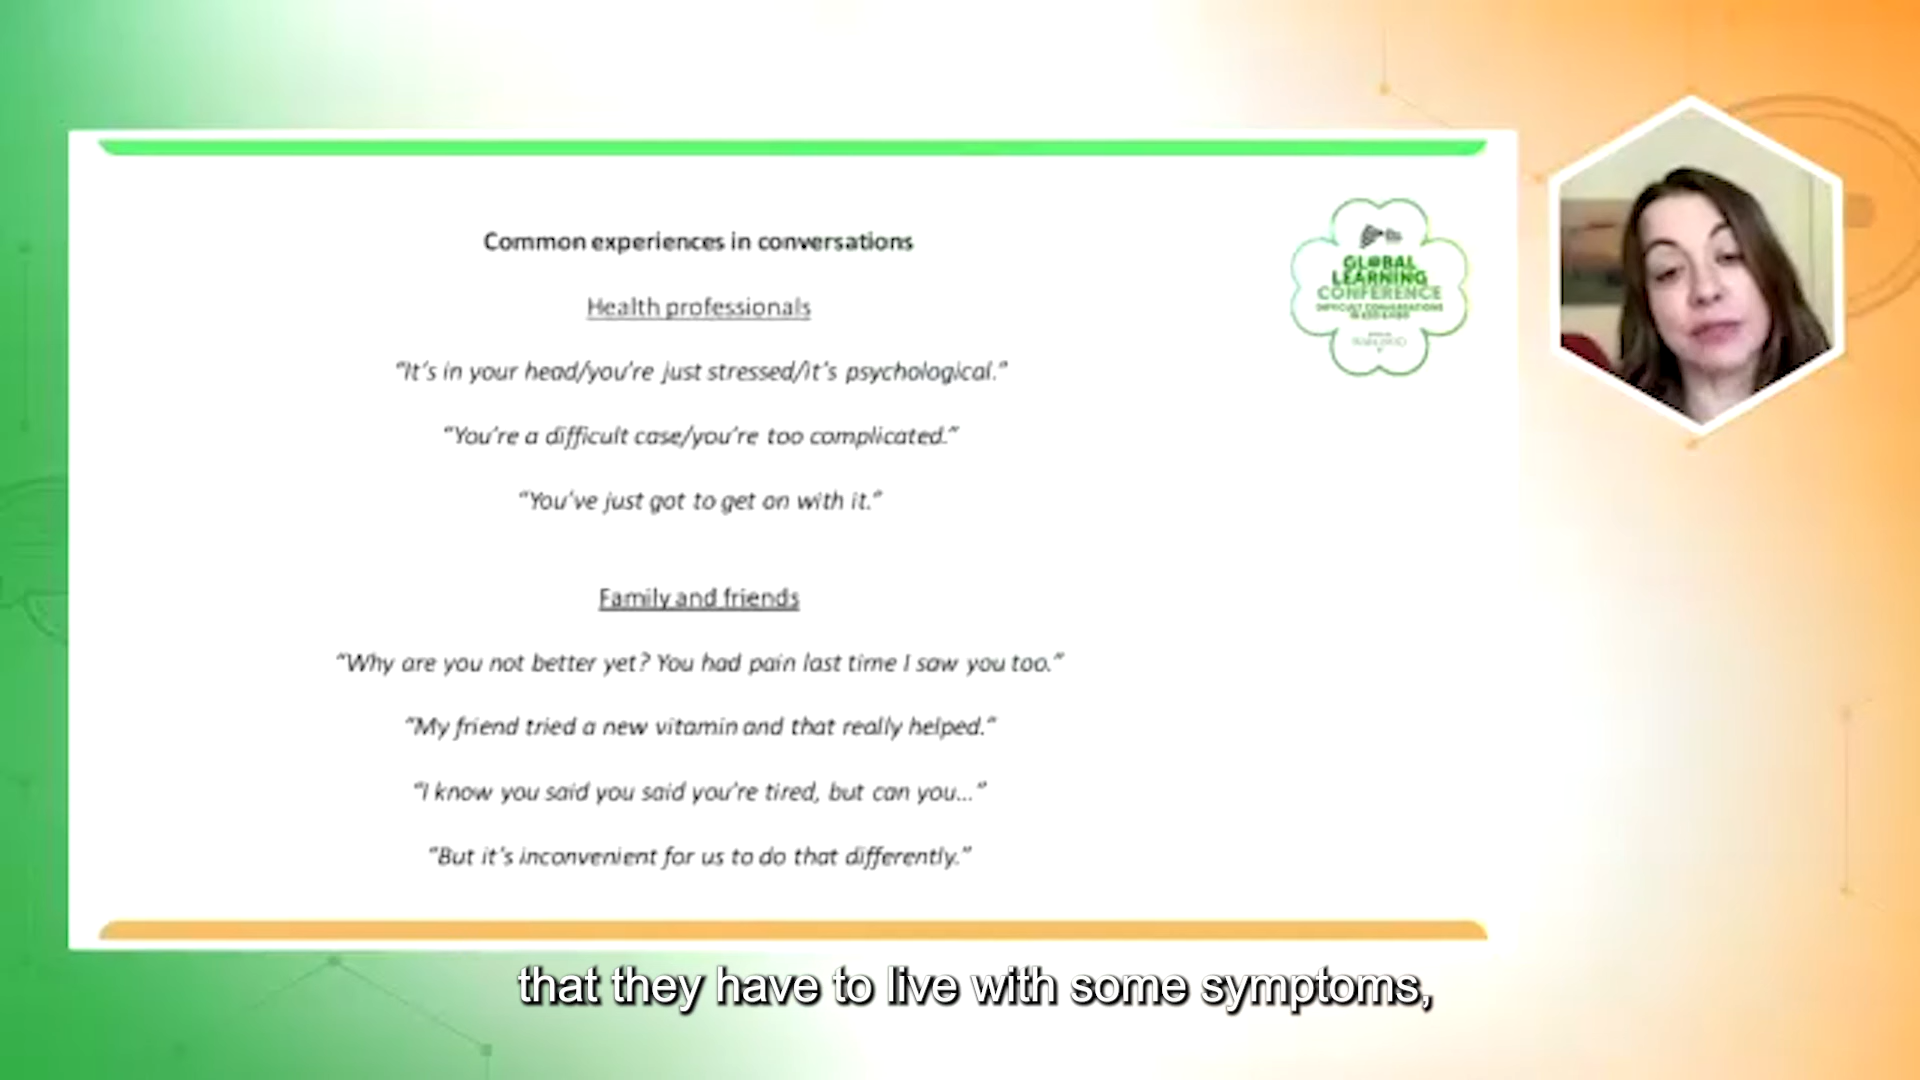 Common experiences in conversations
Health professionals
“It’s in your head/you’re just stressed/it’s psychological.”
“You’re a difficult case/you’re too complicated.”
“You’ve just got to get on with it.”
Family and friends
“Why are you not better yet? You had pain last time I saw you too.”
“My friend tried a new vitamin and that really helped.”
“I know you said you said you’re tired, but can you...”
“But it’s inconvenient for us to do that differently.”
GLOBAL
LEARNING
CONFERENCE
DIFFICULT CONVERSATIONS
that they have to live with some symptoms,